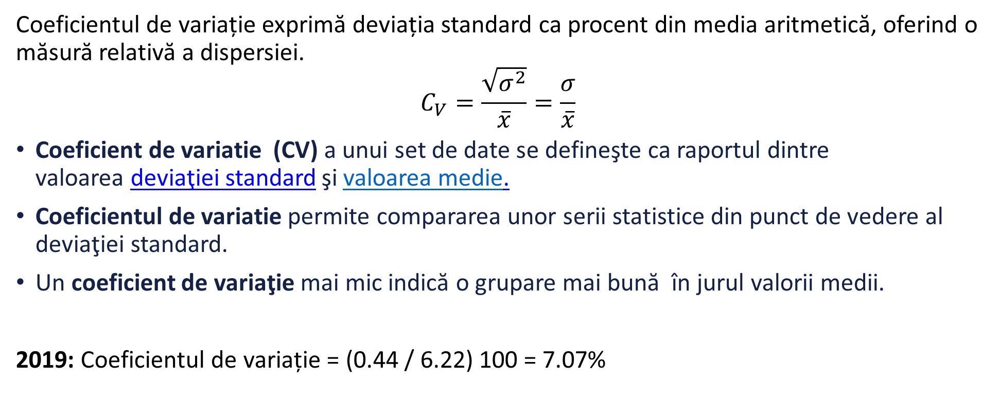 Coeficientul de variație exprimă deviația standard ca procent din media aritmetică, oferind o
măsură relativă a dispersiei.
$C_V = \frac{\sqrt{\sigma^2}}{\bar{x}} = \frac{\sigma}{\bar{x}}$
• Coeficient de variatie  (CV) a unui set de date se defineşte ca raportul dintre
valoarea deviaţiei standard şi valoarea medie.
• Coeficientul de variatie permite compararea unor serii statistice din punct de vedere al
deviaţiei standard.
• Un coeficient de variaţie mai mic indică o grupare mai bună  în jurul valorii medii.
2019: Coeficientul de variație = (0.44 / 6.22) 100 = 7.07%